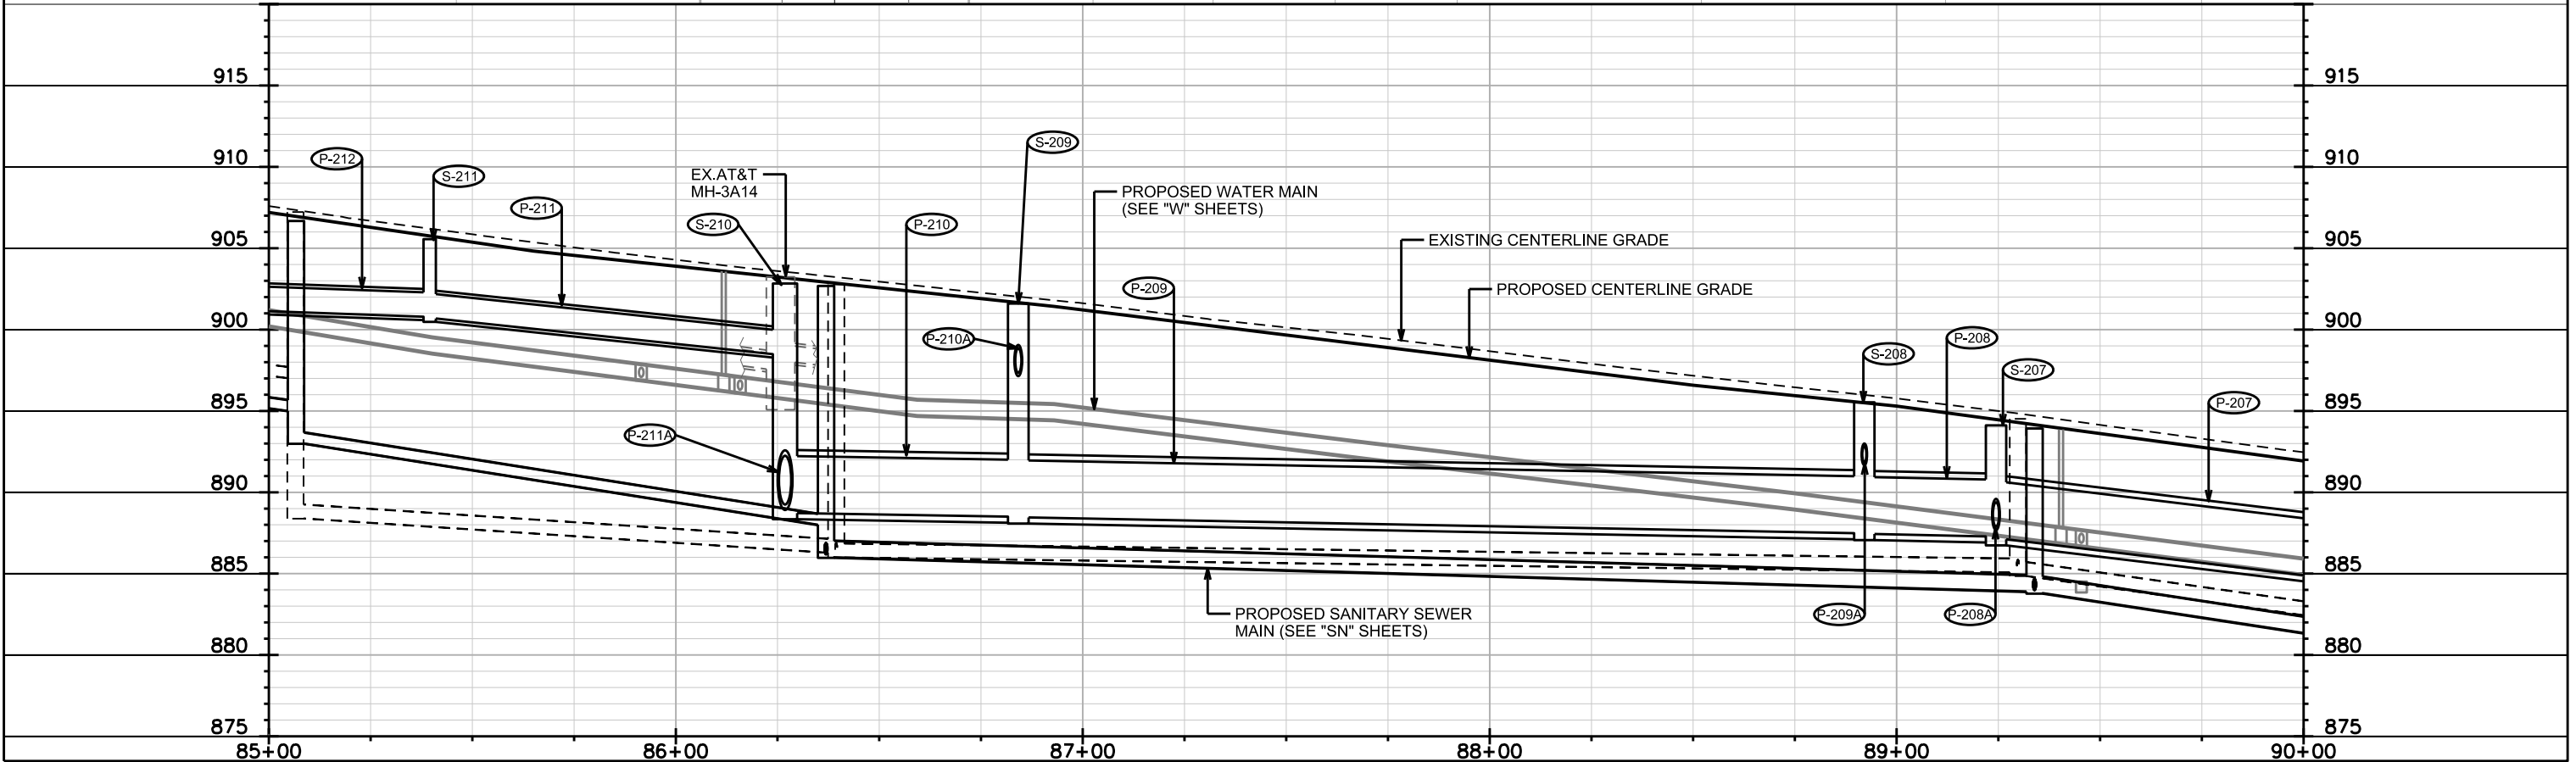 915 915
S-209
910 910
P-212
EX.AT&T
MH-3A14
S-211
PROPOSED WATER MAIN
(SEE "W" SHEETS)
P-211
S-210
P-210
905 EXISTING CENTERLINE GRADE 905
P-209
PROPOSED CENTERLINE GRADE
900 900
P-210A
P-208
S-208
S-207
895 895
P-207
P-211A
890 890
885 885
PROPOSED SANITARY SEWER
MAIN (SEE "SN" SHEETS)
P-209A
P-208A
880 880
875 875
85+00 86+00 87+00 88+00 89+00 90+00